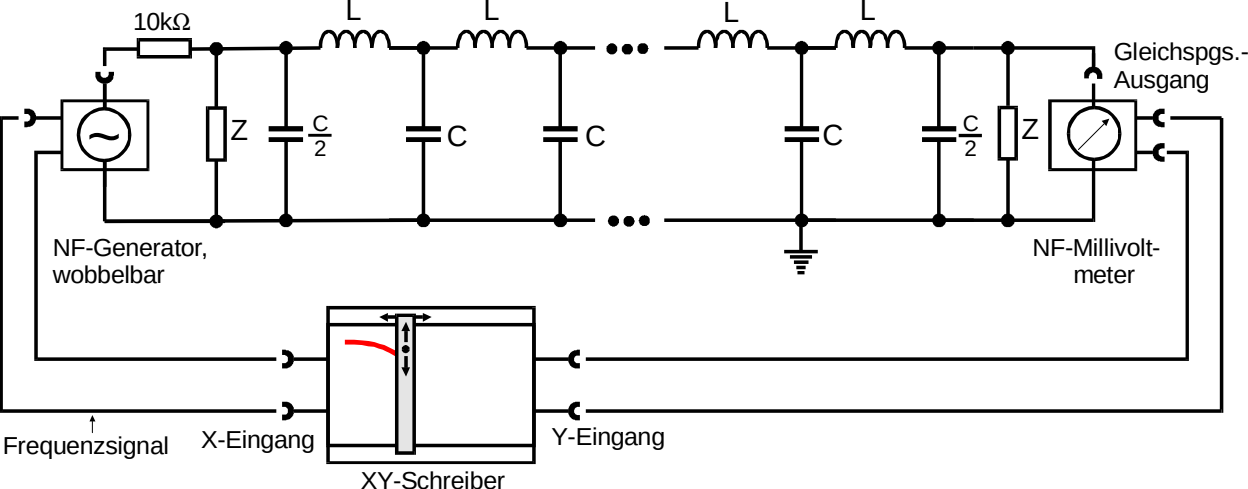 L
L
L
L
10kΩ
Gleichspgs.-
Ausgang
Z
C
2
C
C
C
C
2
Z
~
NF-Generator,
wobbelbar
NF-Millivolt-
meter
Frequenzsignal
X-Eingang
Y-Eingang
XY-Schreiber